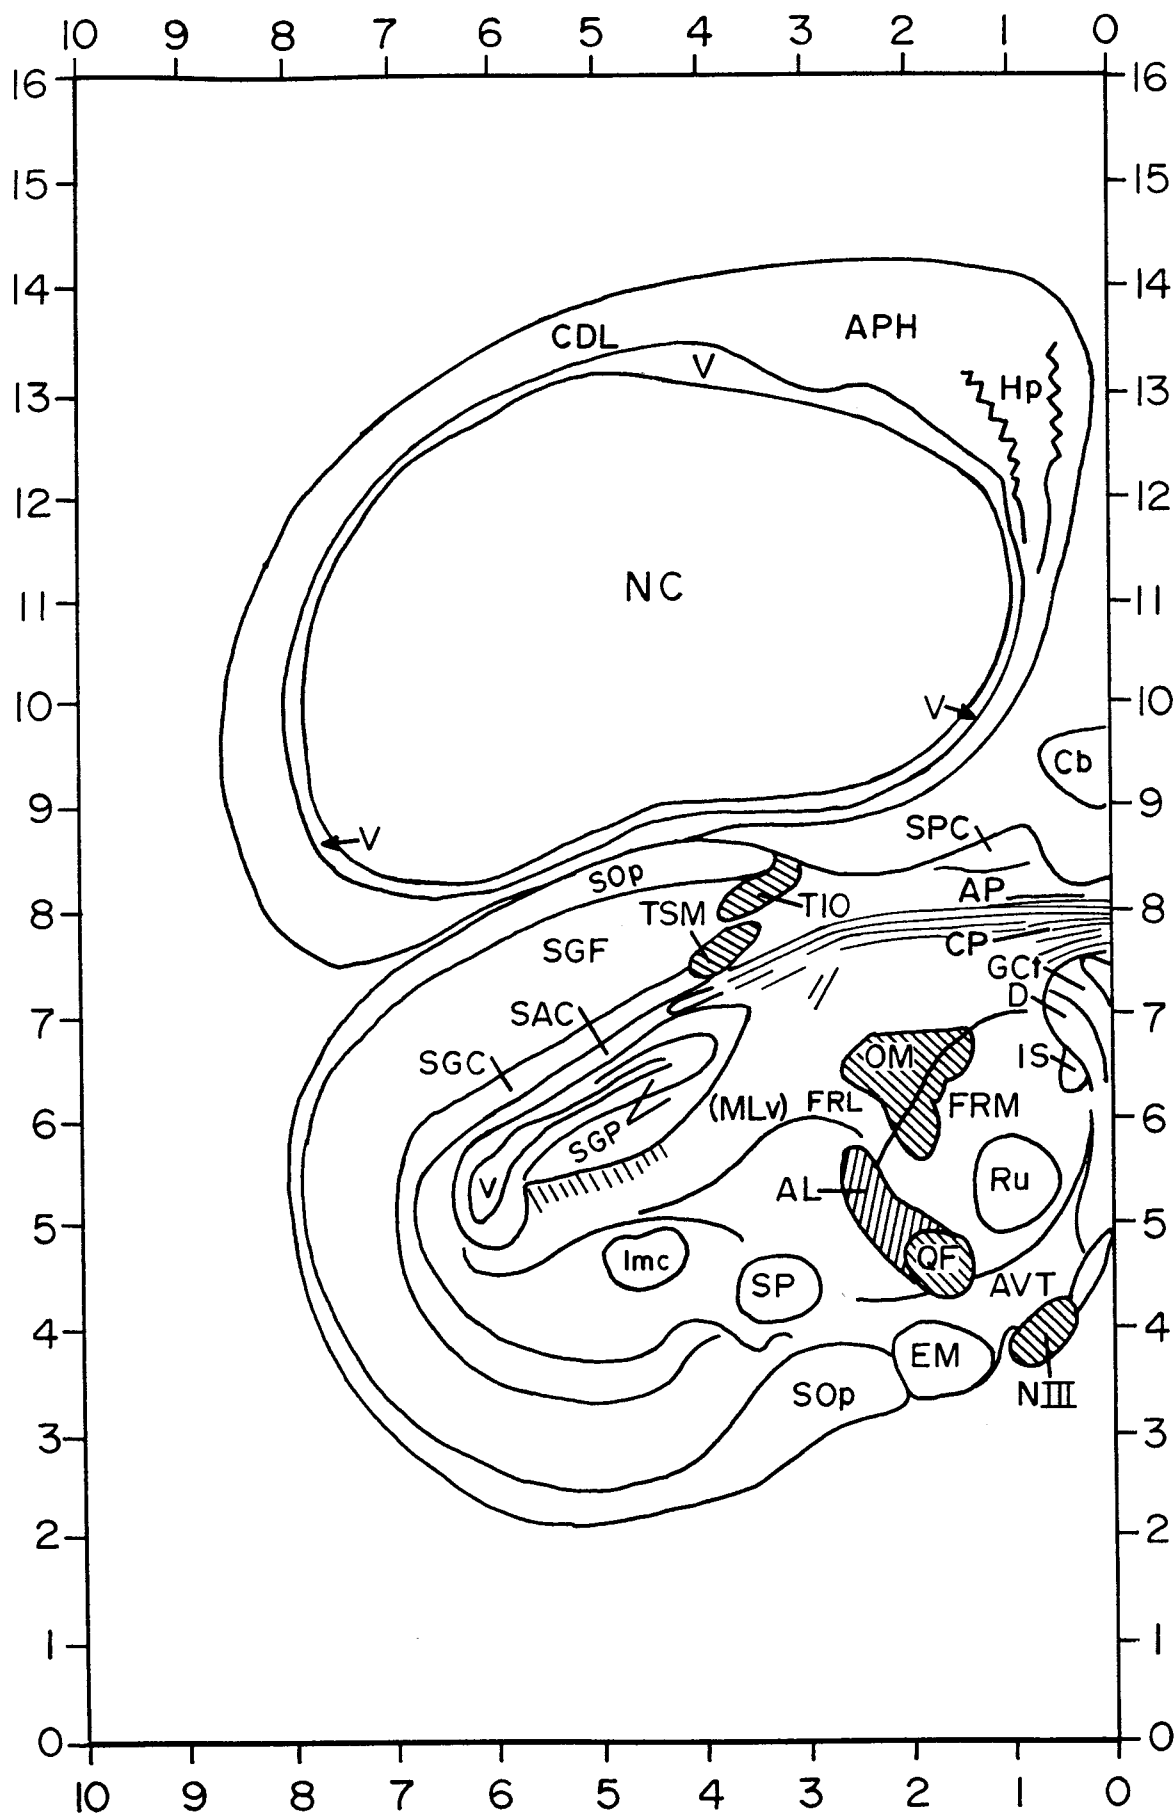 10 9 8 7 6 5 4 3 2 1 0
16 16
15 15
14 14
CDL APH
V
13 Hp 13
12 12
NC
11 11
10 V 10
Cb
9 9
V SPC
SOp AP
8 TSM TIO 8
SGF CP
GCt
D
7 SAC 7
SGC OM IS
6 SGP (MLv) FRL FRM 6
V AL Ru
5 5
Imc SP QF AVT
4 4
EM
SOp NIII
3 3
2 2
1 1
0 0
10 9 8 7 6 5 4 3 2 1 0